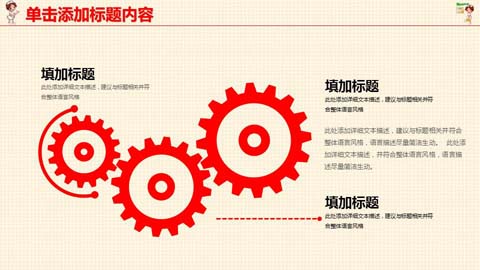 单击添加标题内容
填加标题
此处添加详细文本描述，建议与标题相关并符
合整体语言风格
填加标题
此处添加详细文本描述，建议与标题相关并符
合整体语言风格
此处添加详细文本描述，建议与标题相关并符合
整体语言风格，语言描述尽量简洁生动。 此处添
加详细文本描述，并符合整体语言风格，语言描
述尽量简洁生动。
填加标题
此处添加详细文本描述，建议与标题相关并符
合整体语言风格